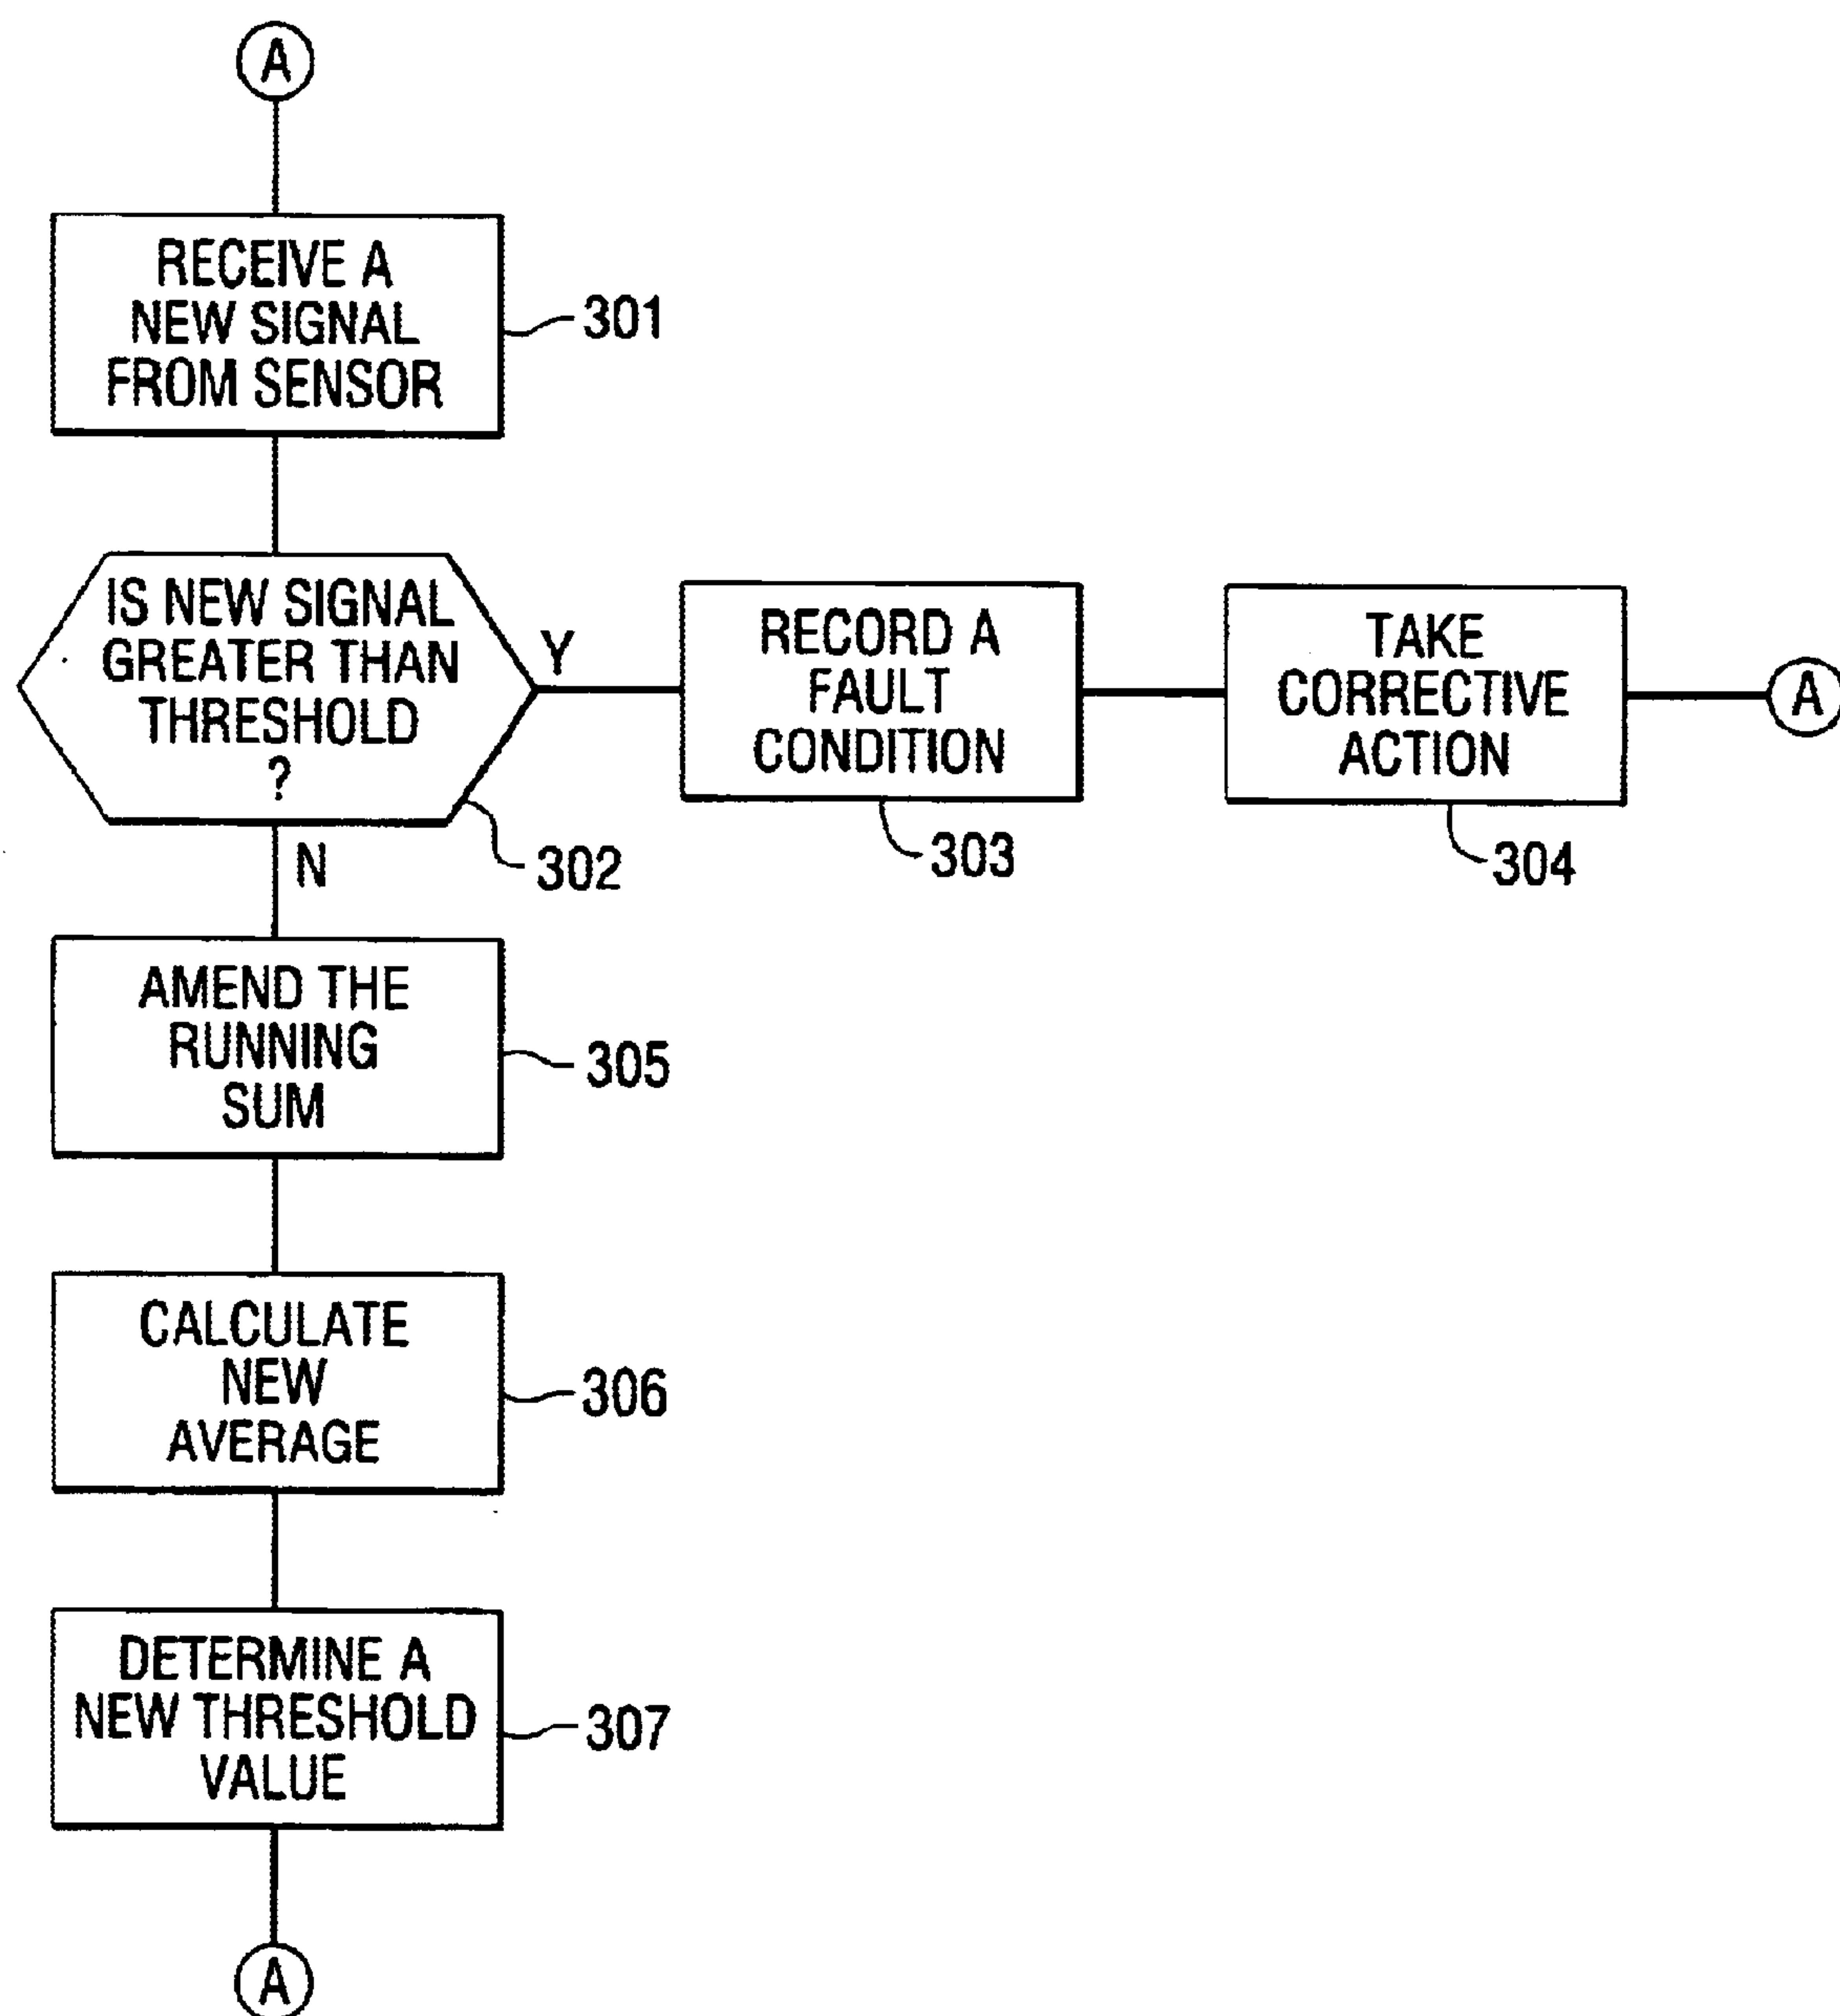 A
RECEIVE A
NEW SIGNAL
FROM SENSOR
301
IS NEW SIGNAL
GREATER THAN
THRESHOLD
?
302
Y
RECORD A
FAULT
CONDITION
303
TAKE
CORRECTIVE
ACTION
304
A
N
AMEND THE
RUNNING
SUM
305
CALCULATE
NEW
AVERAGE
306
DETERMINE A
NEW THRESHOLD
VALUE
307
A